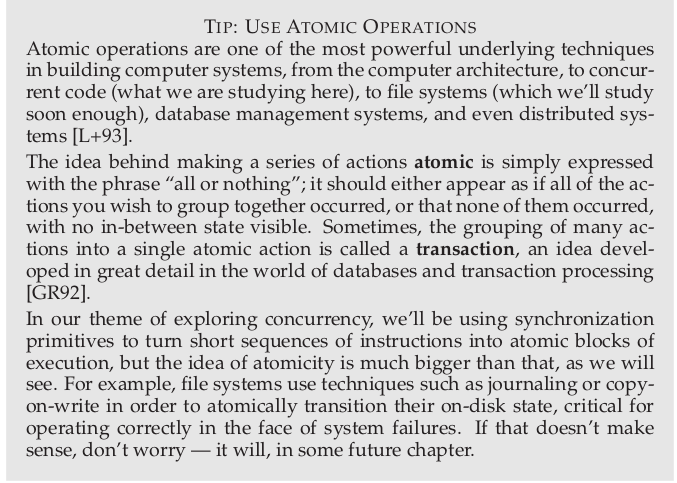 TIP: USE ATOMIC OPERATIONS
Atomic operations are one of the most powerful underlying techniques
in building computer systems, from the computer architecture, to concur-
rent code (what we are studying here), to file systems (which we’ll study
soon enough), database management systems, and even distributed sys-
tems [L+93].
The idea behind making a series of actions atomic is simply expressed
with the phrase “all or nothing”; it should either appear as if all of the ac-
tions you wish to group together occurred, or that none of them occurred,
with no in-between state visible. Sometimes, the grouping of many ac-
tions into a single atomic action is called a transaction, an idea devel-
oped in great detail in the world of databases and transaction processing
[GR92].
In our theme of exploring concurrency, we’ll be using synchronization
primitives to turn short sequences of instructions into atomic blocks of
execution, but the idea of atomicity is much bigger than that, as we will
see. For example, file systems use techniques such as journaling or copy-
on-write in order to atomically transition their on-disk state, critical for
operating correctly in the face of system failures. If that doesn’t make
sense, don’t worry — it will, in some future chapter.